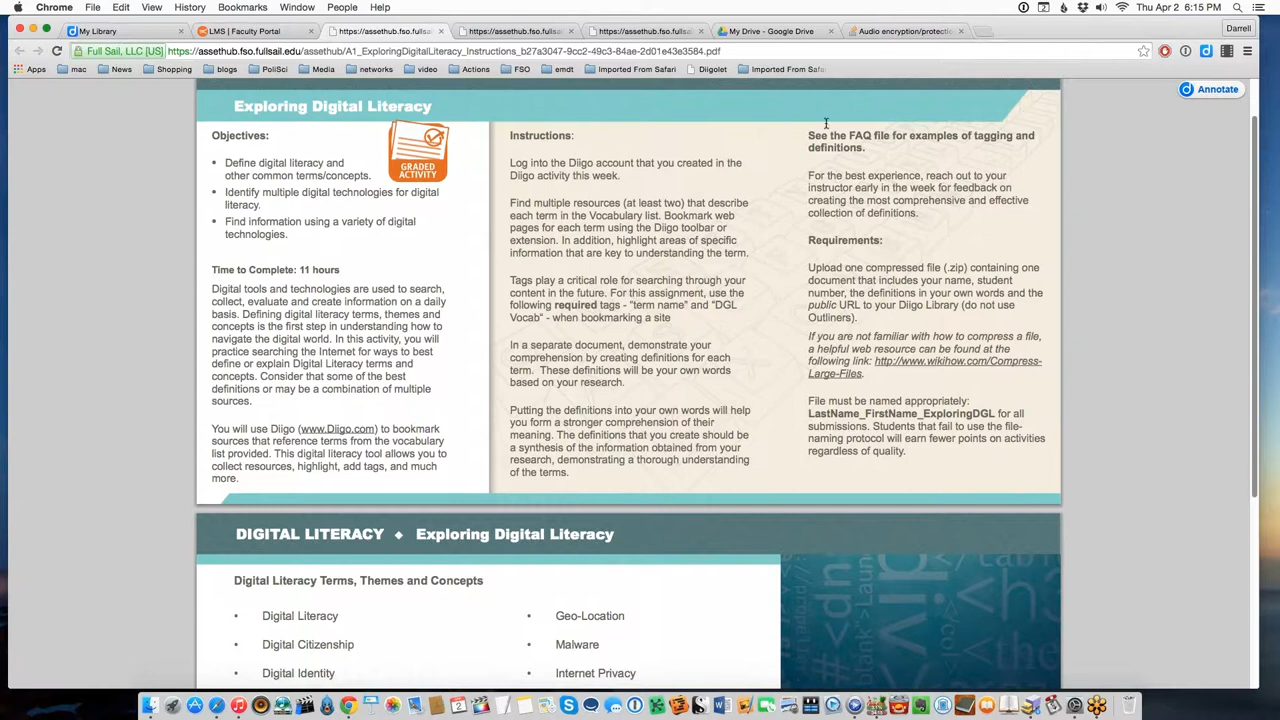 Chrome File Edit View History Bookmarks Window People Help
Thu Apr 2 6:15 PM
My Library
LMS | Faculty Portal
https://assethub.fso.fullsail
https://assethub.fso.fullsail
https://assethub.fso.fullsail
My Drive - Google Drive
Audio encryption/protecti
Darrell
Full Sail, LLC [US]
https://assethub.fso.fullsail.edu/assethub/A1_ExploringDigitalLiteracy_Instructions_b27a3047-9cc2-49c3-84ae-2d01e43e3584.pdf
Apps mac News Shopping blogs PoliSci Media networks video Actions FSO emdt Imported From Safari Diigolet Imported From Safa
Annotate
Exploring Digital Literacy
Objectives:
GRADED
ACTIVITY
• Define digital literacy and
other common terms/concepts.
• Identify multiple digital technologies for digital
literacy.
• Find information using a variety of digital
technologies.
Time to Complete: 11 hours
Digital tools and technologies are used to search,
collect, evaluate and create information on a daily
basis. Defining digital literacy terms, themes and
concepts is the first step in understanding how to
navigate the digital world. In this activity, you will
practice searching the Internet for ways to best
define or explain Digital Literacy terms and
concepts. Consider that some of the best
definitions or may be a combination of multiple
sources.
You will use Diigo (www.Diigo.com) to bookmark
sources that reference terms from the vocabulary
list provided. This digital literacy tool allows you to
collect resources, highlight, add tags, and much
more.
Instructions:
Log into the Diigo account that you created in the
Diigo activity this week.
Find multiple resources (at least two) that describe
each term in the Vocabulary list. Bookmark web
pages for each term using the Diigo toolbar or
extension. In addition, highlight areas of specific
information that are key to understanding the term.
Tags play a critical role for searching through your
content in the future. For this assignment, use the
following required tags - "term name" and "DGL
Vocab" - when bookmarking a site
In a separate document, demonstrate your
comprehension by creating definitions for each
term. These definitions will be your own words
based on your research.
Putting the definitions into your own words will help
you form a stronger comprehension of their
meaning. The definitions that you create should be
a synthesis of the information obtained from your
research, demonstrating a thorough understanding
of the terms.
See the FAQ file for examples of tagging and
definitions.
For the best experience, reach out to your
instructor early in the week for feedback on
creating the most comprehensive and effective
collection of definitions.
Requirements:
Upload one compressed file (.zip) containing one
document that includes your name, student
number, the definitions in your own words and the
public URL to your Diigo Library (do not use
Outliners).
If you are not familiar with how to compress a file,
a helpful web resource can be found at the
following link: http://www.wikihow.com/Compress-
Large-Files.
File must be named appropriately:
LastName_FirstName_ExploringDGL for all
submissions. Students that fail to use the file-
naming protocol will earn fewer points on activities
regardless of quality.
DIGITAL LITERACY ◆ Exploring Digital Literacy
Digital Literacy Terms, Themes and Concepts
• Digital Literacy
• Digital Citizenship
• Digital Identity
• Geo-Location
• Malware
• Internet Privacy